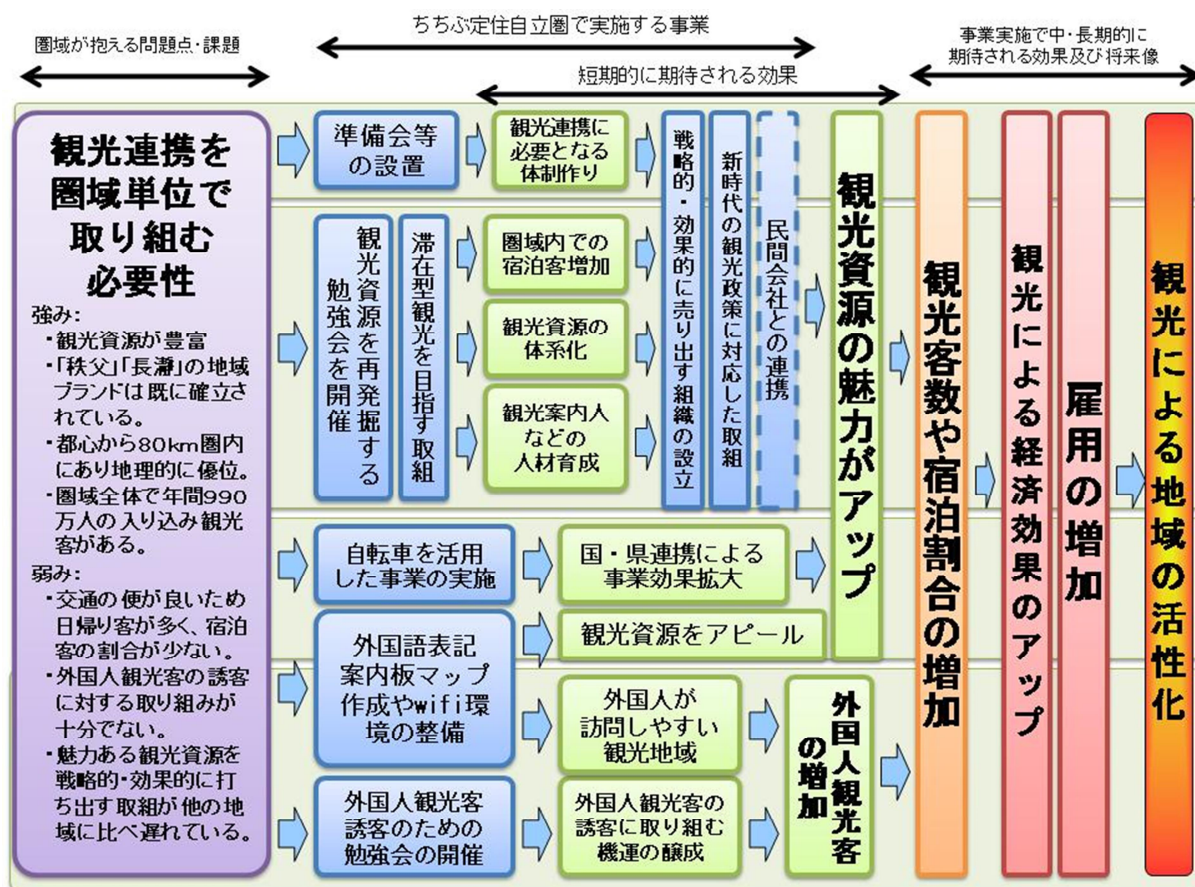 圏域が抱える問題点・課題
ちちぶ定住自立圏で実施する事業
短期的に期待される効果
事業実施で中・長期的に
期待される効果及び将来像
観光連携を
圏域単位で
取り組む
必要性
強み:
・観光資源が豊富
・「秩父」「長瀞」の地域
ブランドは既に確立さ
れている。
・都心から80km圏内
にあり地理的に優位。
・圏域全体で年間990
万人の入り込み観光
客がある。
弱み:
・交通の便が良いため
日帰り客が多く、宿泊
客の割合が少ない。
・外国人観光客の誘客
に対する取り組みが
十分でない。
・魅力ある観光資源を
戦略的・効果的に打
ち出す取組が他の地
域に比べ遅れている。
準備会等
の設置
観光連携に
必要となる
体制作り
観光資源を再発掘する
勉強会を開催
滞在型観光を目指す取組
圏域内での
宿泊客増加
観光資源の
体系化
観光案内人
などの
人材育成
戦略的・効果的に売り出す組織の設立
新時代の観光政策に対応した取組
民間会社との連携
自転車を活用
した事業の実施
国・県連携による
事業効果拡大
外国語表記
案内板マップ
作成やwifi環
境の整備
観光資源をアピール
外国人が
訪問しやすい
観光地域
外国人観光客
誘客のための
勉強会の開催
外国人観光客の
誘客に取り組む
機運の醸成
観光資源の魅力がアップ
外国人観光客
の増加
観光客数や宿泊割合の増加
観光による経済効果のアップ
雇用の増加
観光による地域の活性化